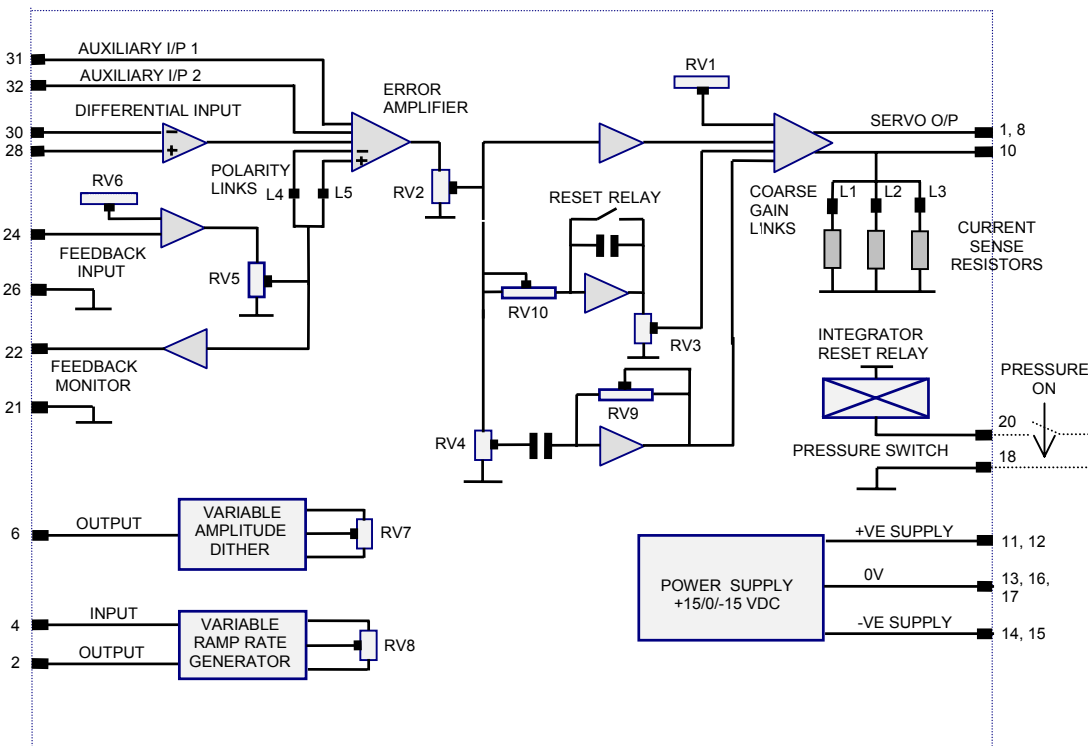 31
AUXILIARY I/P 1
32
AUXILIARY I/P 2
DIFFERENTIAL INPUT
30
28
−
+
ERROR
AMPLIFIER
−
+
POLARITY
LINKS
L4
L5
RV6
24
FEEDBACK
INPUT
RV5
26
22
FEEDBACK
MONITOR
21
RV2
RV1
RESET RELAY
RV10
RV3
RV9
RV4
SERVO O/P
1, 8
10
COARSE
GAIN
LINKS
L1
L2
L3
CURRENT
SENSE
RESISTORS
INTEGRATOR
RESET RELAY
PRESSURE
ON
20
PRESSURE SWITCH
18
6
OUTPUT
VARIABLE
AMPLITUDE
DITHER
RV7
4
INPUT
2
OUTPUT
VARIABLE
RAMP RATE
GENERATOR
RV8
POWER SUPPLY
+15/0/-15 VDC
+VE SUPPLY
11, 12
0V
13, 16,
17
-VE SUPPLY
14, 15